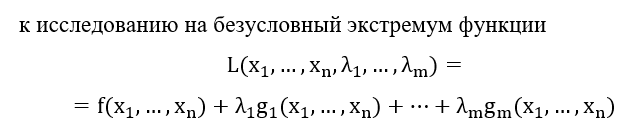 к исследованию на безусловный экстремум функции
L(x₁, …, xₙ, λ₁, …, λₘ) =
= f(x₁, …, xₙ) + λ₁g₁(x₁, …, xₙ) + ⋯ + λₘgₘ(x₁, …, xₙ)